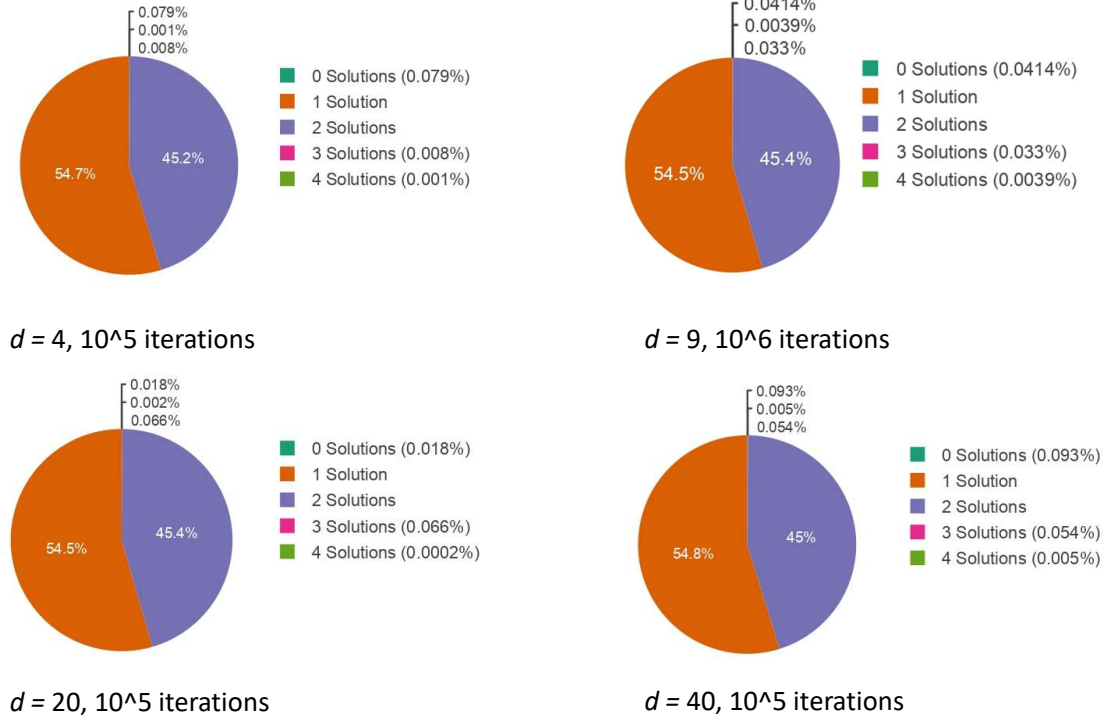 0.079%
0.001%
0.008%
0 Solutions (0.079%)
1 Solution
2 Solutions
3 Solutions (0.008%)
4 Solutions (0.001%)
54.7%
45.2%
d = 4, 10^5 iterations
0.0414%
0.0039%
0.033%
0 Solutions (0.0414%)
1 Solution
2 Solutions
3 Solutions (0.033%)
4 Solutions (0.0039%)
54.5%
45.4%
d = 9, 10^6 iterations
0.018%
0.002%
0.066%
0 Solutions (0.018%)
1 Solution
2 Solutions
3 Solutions (0.066%)
4 Solutions (0.0002%)
54.5%
45.4%
d = 20, 10^5 iterations
0.093%
0.005%
0.054%
0 Solutions (0.093%)
1 Solution
2 Solutions
3 Solutions (0.054%)
4 Solutions (0.005%)
54.8%
45%
d = 40, 10^5 iterations